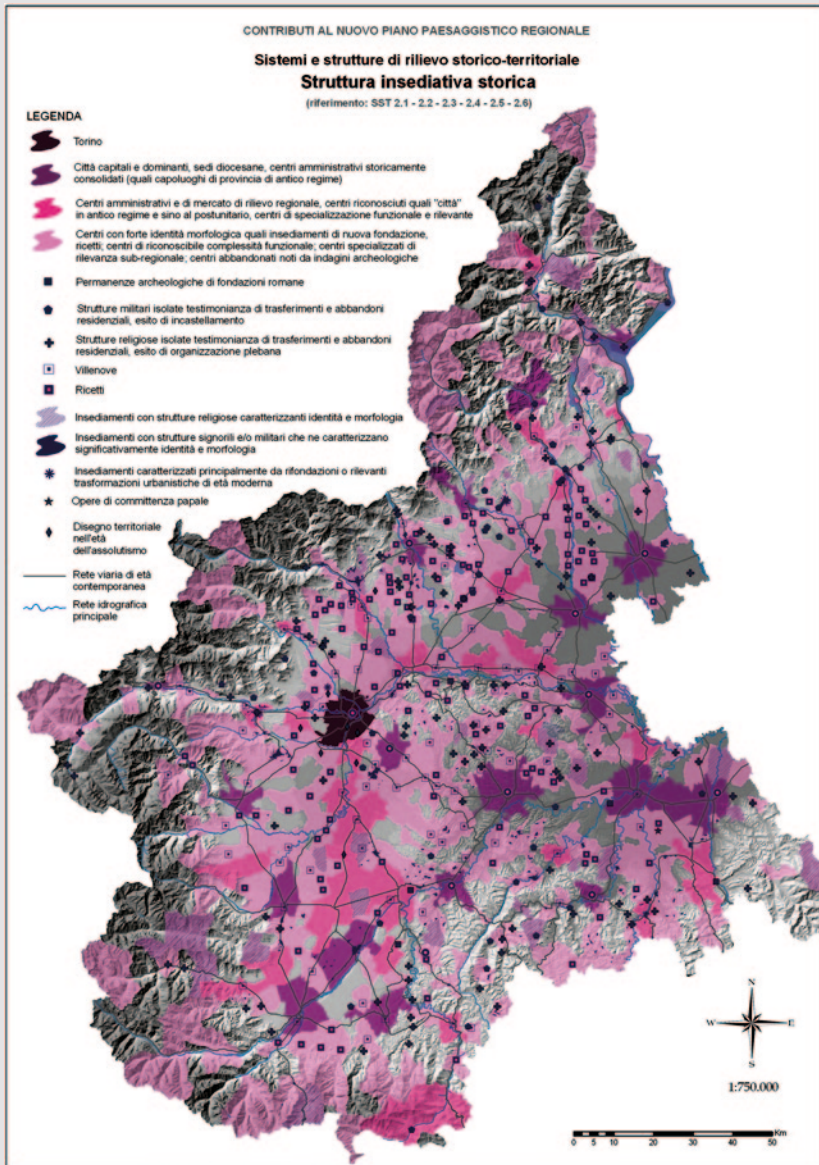 CONTRIBUTI AL NUOVO PIANO PAESAGGISTICO REGIONALE
Sistemi e strutture di rilievo storico-territoriale
Struttura insediativa storica
(riferimento: SST 2.1 - 2.2 - 2.3 - 2.4 - 2.5 - 2.6)
LEGENDA
Torino
Città capitali e dominanti, sedi diocesane, centri amministrativi storicamente
consolidati (quali capoluoghi di provincia di antico regime)
Centri amministrativi e di mercato di rilievo regionale, centri riconosciuti quali "città"
in antico regime e sino al postunitario, centri di specializzazione funzionale e rilevante
Centri con forte identità morfologica quali insediamenti di nuova fondazione,
ricetti; centri di riconoscibile complessità funzionale; centri specializzati di
rilevanza sub-regionale; centri abbandonati noti da indagini archeologiche
Permanenze archeologiche di fondazioni romane
Strutture militari isolate testimonianza di trasferimenti e abbandoni
residenziali, esito di incastellamento
Strutture religiose isolate testimonianza di trasferimenti e abbandoni
residenziali, esito di organizzazione plebana
Villenove
Ricetti
Insediamenti con strutture religiose caratterizzanti identità e morfologia
Insediamenti con strutture signorili e/o militari che ne caratterizzano
significativamente identità e morfologia
Insediamenti caratterizzati principalmente da rifondazioni o rilevanti
trasformazioni urbanistiche di età moderna
Opere di committenza papale
Disegno territoriale
nell'età
dell'assolutismo
Rete viaria di età
contemporanea
Rete idrografica
principale
N
W E
S
1:750.000
Km
0 5 10 20 30 40 50